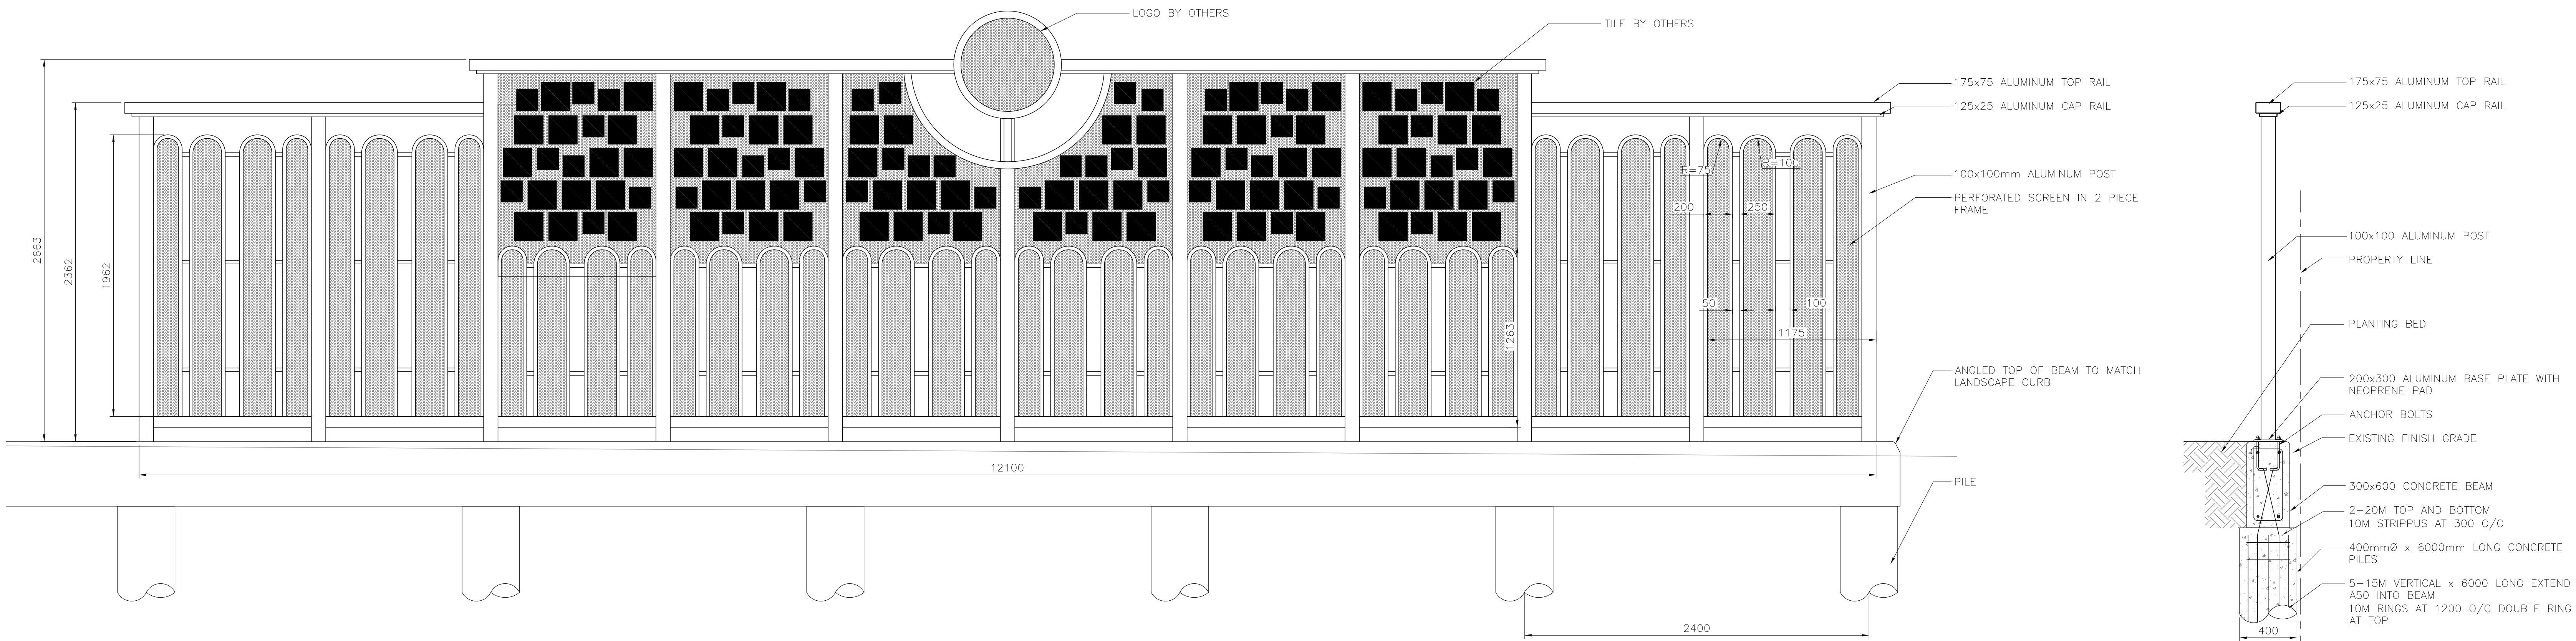 LOGO BY OTHERS
TILE BY OTHERS
175x75 ALUMINUM TOP RAIL
125x25 ALUMINUM CAP RAIL
100x100mm ALUMINUM POST
PERFORATED SCREEN IN 2 PIECE
FRAME
R=75
R=100
200
250
50
100
1175
1263
2663
2362
1962
ANGLED TOP OF BEAM TO MATCH
LANDSCAPE CURB
12100
PILE
2400
175x75 ALUMINUM TOP RAIL
125x25 ALUMINUM CAP RAIL
100x100 ALUMINUM POST
PROPERTY LINE
PLANTING BED
200x300 ALUMINUM BASE PLATE WITH
NEOPRENE PAD
ANCHOR BOLTS
EXISTING FINISH GRADE
300x600 CONCRETE BEAM
2-20M TOP AND BOTTOM
10M STRIPPUS AT 300 O/C
400mmØ x 6000mm LONG CONCRETE
PILES
5-15M VERTICAL x 6000 LONG EXTEND
A50 INTO BEAM
10M RINGS AT 1200 O/C DOUBLE RING
AT TOP
400